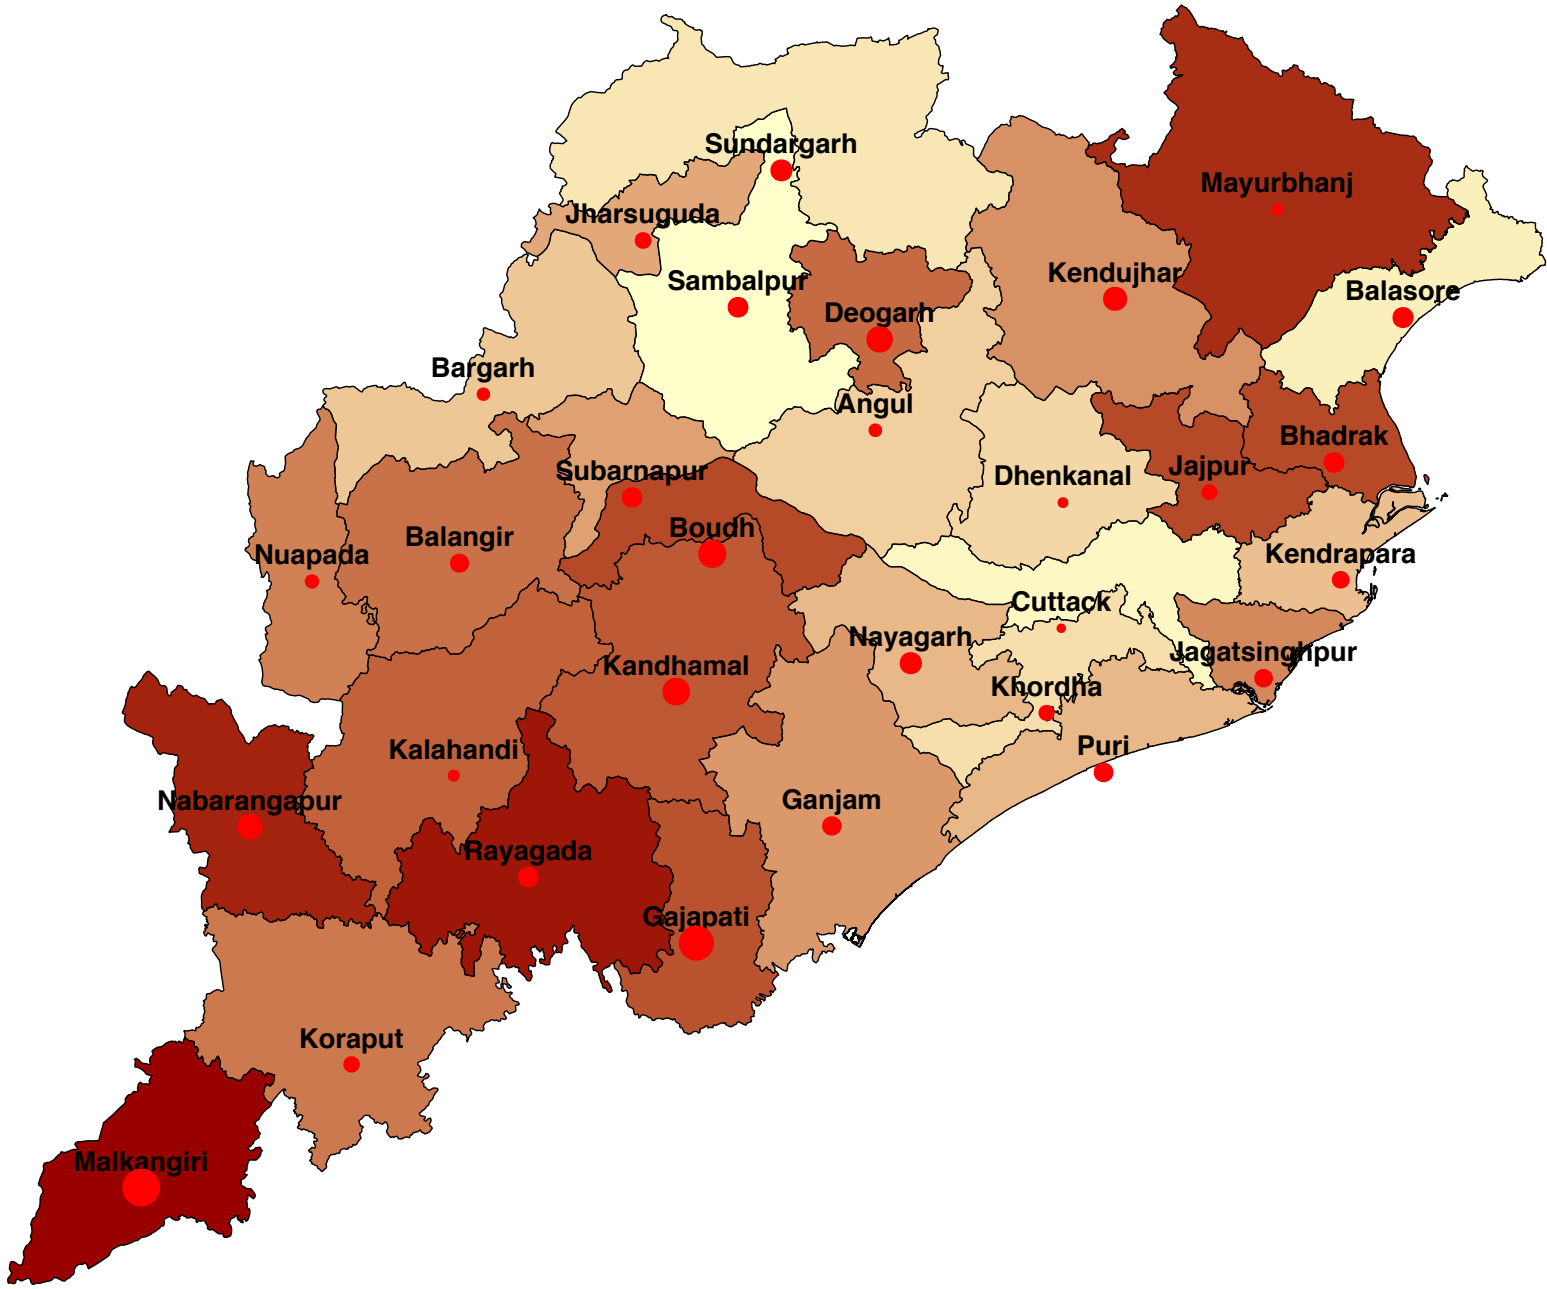 Sundargarh
Mayurbhanj
Jharsuguda
Kendujhar
Sambalpur
Balasore
Deogarh
Bargarh
Angul
Bhadrak
Jajpur
Subarnapur
Dhenkanal
Boudh
Balangir
Nuapada
Kendrapara
Cuttack
Nayagarh
Jagatsinghpur
Kandhamal
Khordha
Puri
Kalahandi
Nabarangapur
Ganjam
Rayagada
Gajapati
Koraput
Malkangiri